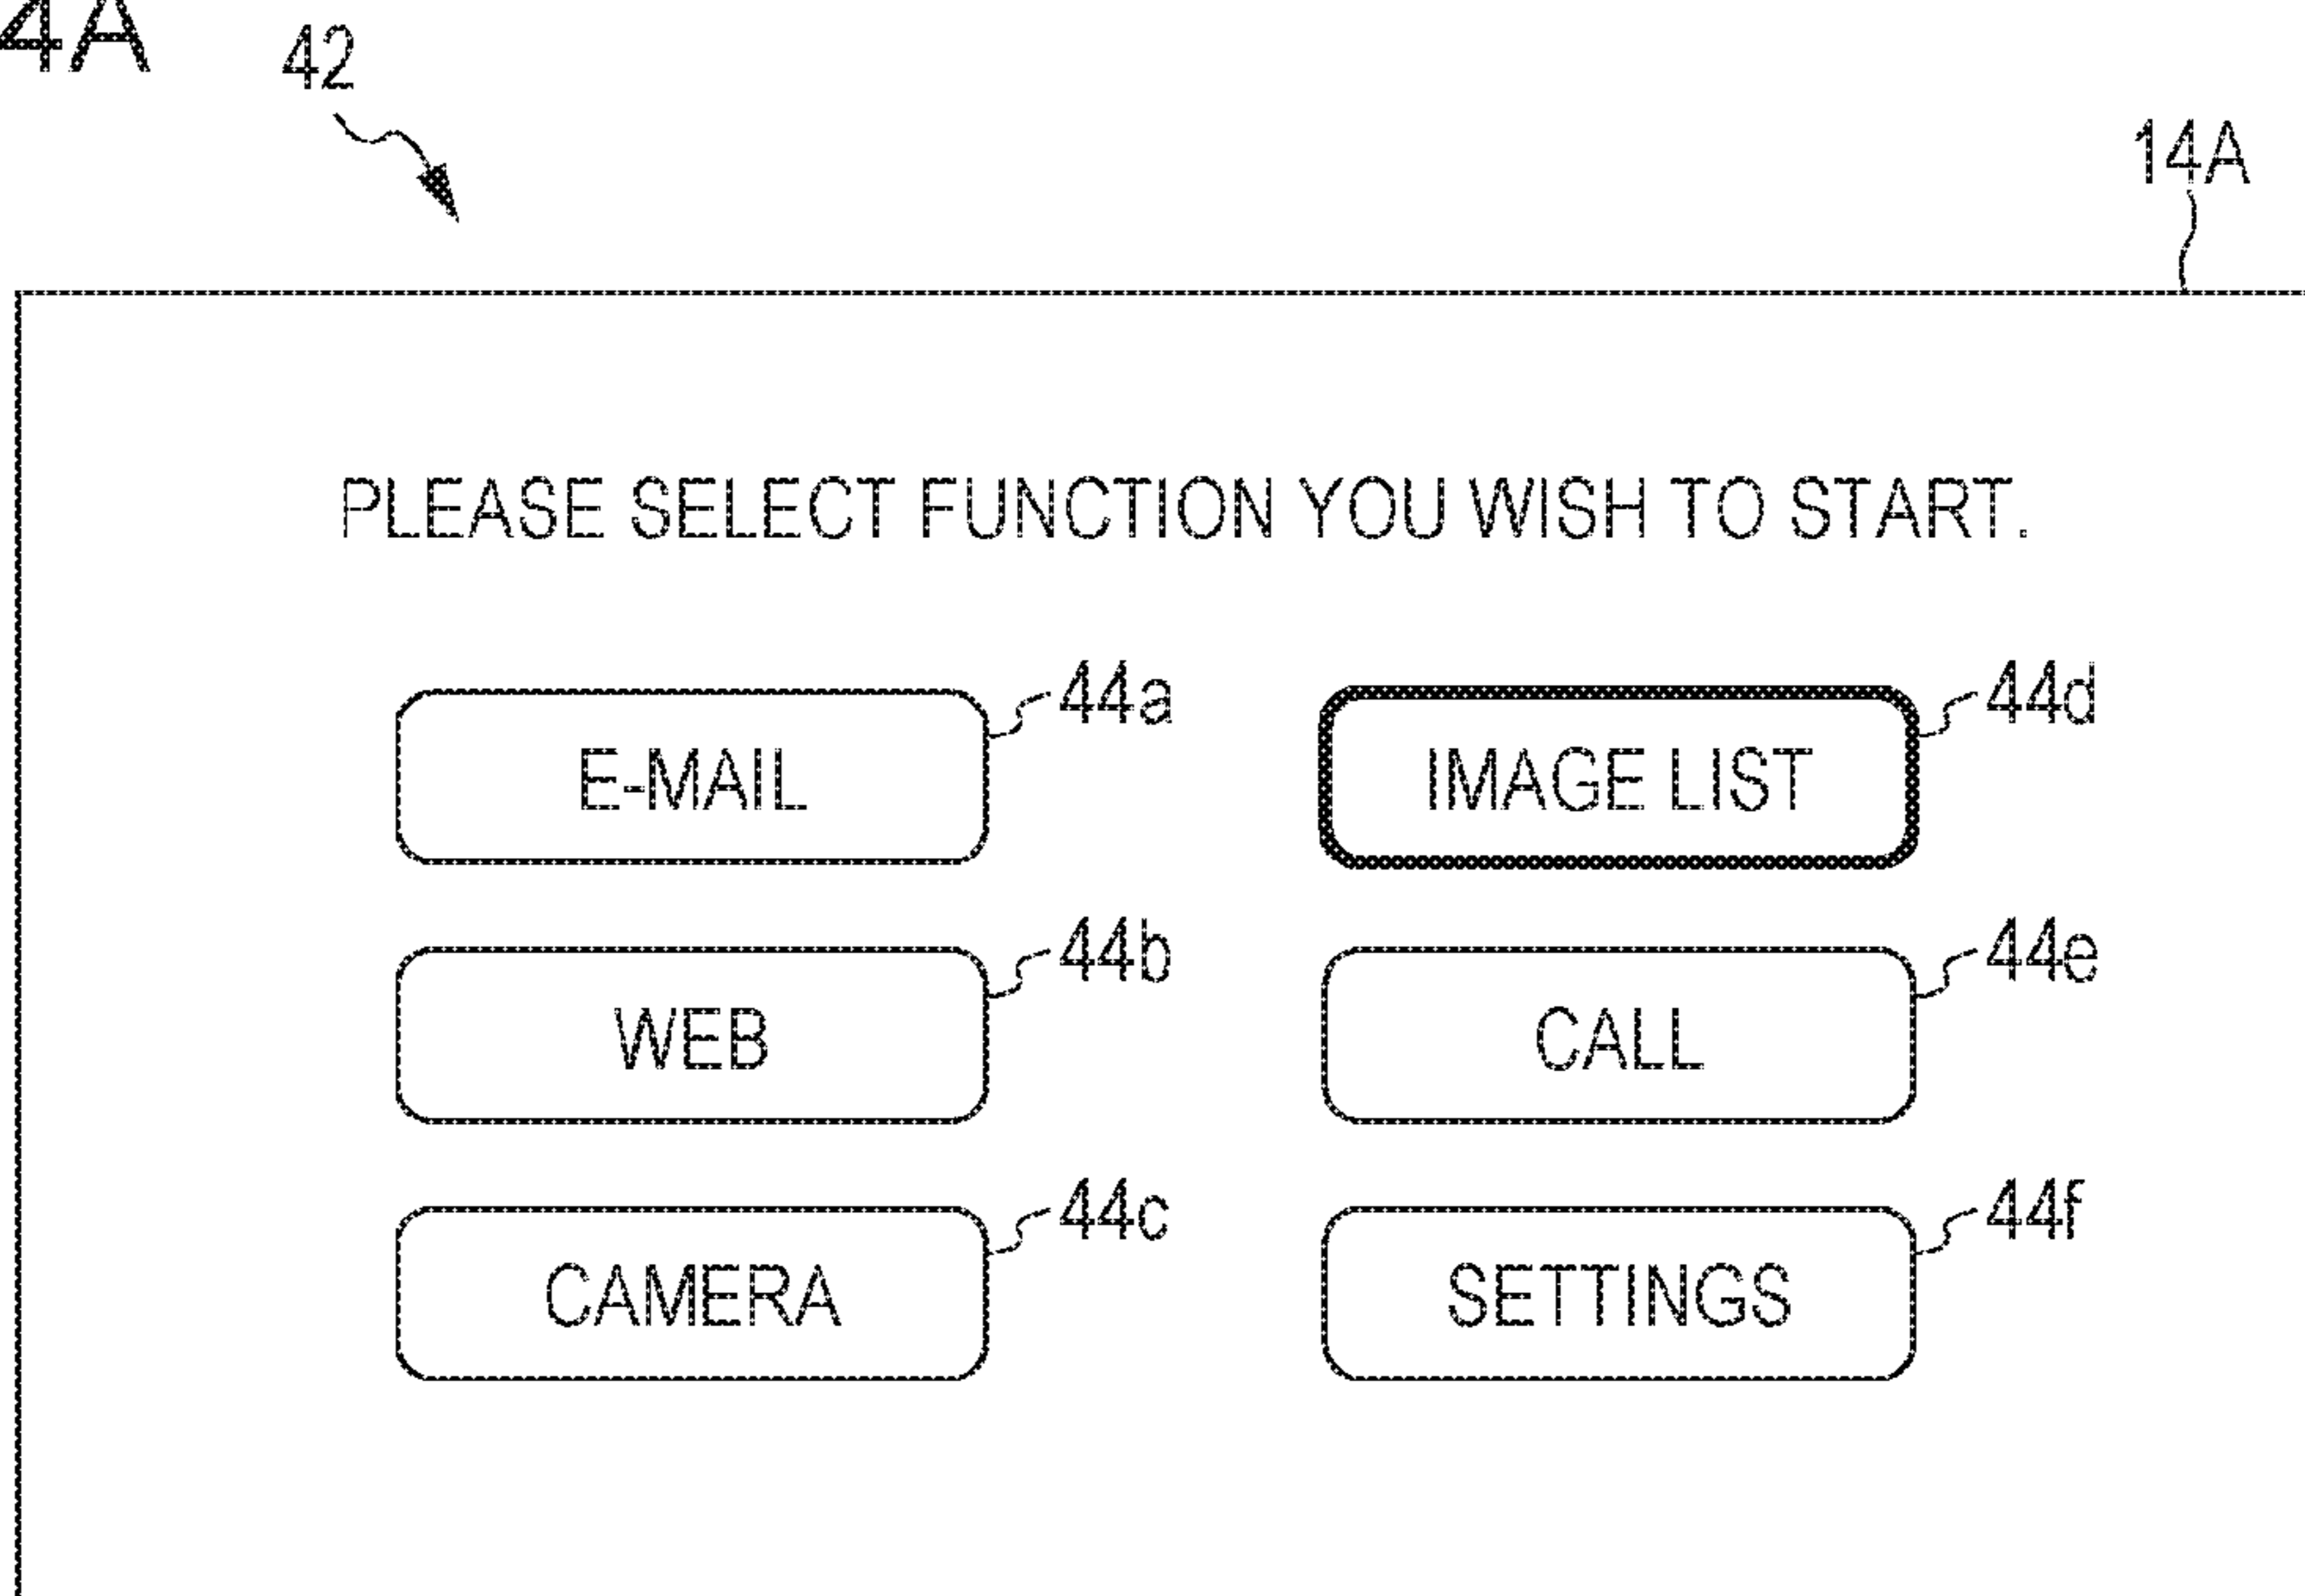 4A
42
14A
PLEASE SELECT FUNCTION YOU WISH TO START.
E-MAIL 44a IMAGE LIST 44d
WEB 44b CALL 44e
CAMERA 44c SETTINGS 44f